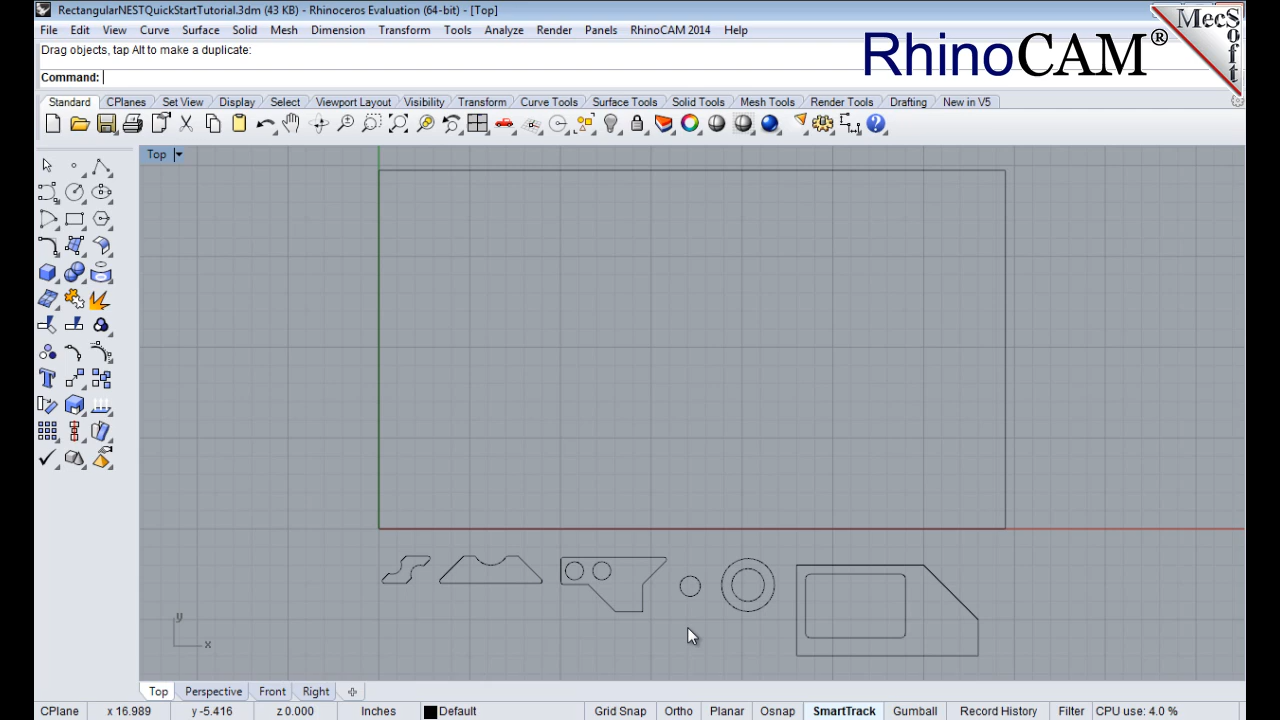 RectangularNESTQuickStartTutorial.3dm (43 KB) - Rhinoceros Evaluation (64-bit) - [Top]
File Edit View Curve Surface Solid Mesh Dimension Transform Tools Analyze Render Panels RhinoCAM 2014 Help
RhinoCAM®
MecSoft
Drag objects, tap Alt to make a duplicate:
Command:
Standard CPlanes Set View Display Select Viewport Layout Visibility Transform Curve Tools Surface Tools Solid Tools Mesh Tools Render Tools Drafting New in V5
Top
y
x
Top Perspective Front Right
CPlane x 16.989 y -5.416 z 0.000 Inches Default Grid Snap Ortho Planar Osnap SmartTrack Gumball Record History Filter CPU use: 4.0 %